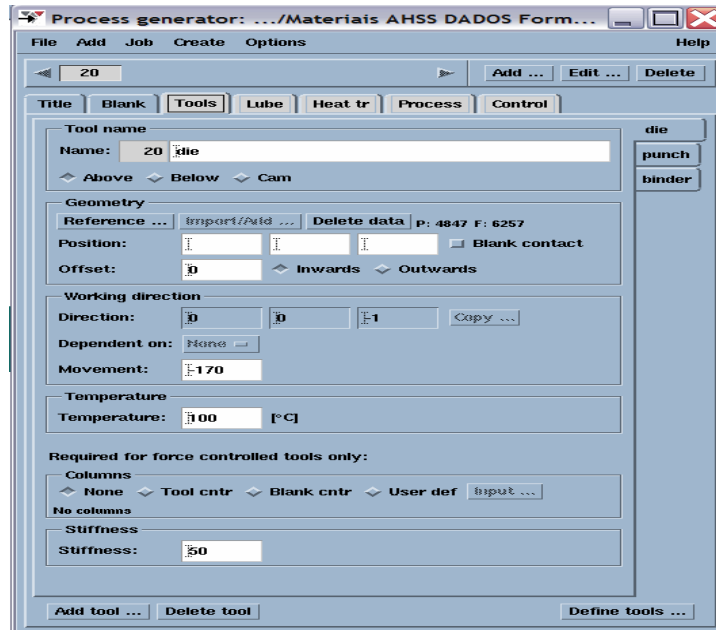 Process generator: .../Materiais AHSS DADOS Form...
File Add Job Create Options Help
20 Add ... Edit ... Delete
Title Blank Tools Lube Heat tr Process Control
Tool name
Name: 20 die
Above Below Cam
die
punch
binder
Geometry
Reference ... Import/Add ... Delete data P: 4847 F: 6257
Position: Blank contact
Offset: 0 Inwards Outwards
Working direction
Direction: 0 0 -1 Copy ...
Dependent on: None
Movement: -170
Temperature
Temperature: 100 [°C]
Required for force controlled tools only:
Columns
None Tool cntr Blank cntr User def Input ...
No columns
Stiffness
Stiffness: 50
Add tool ... Delete tool Define tools ...